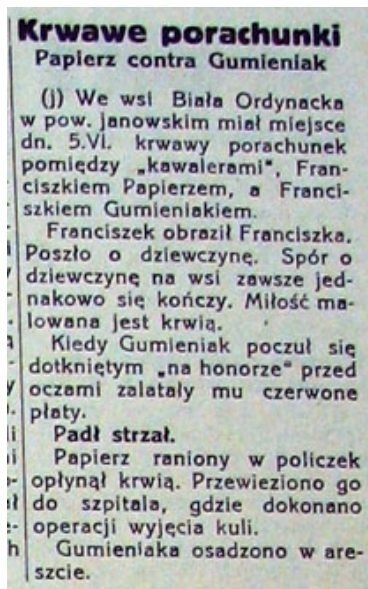 Krwawe porachunki
Papierz contra Gumieniak
(j) We wsi Biała Ordynacka
w pow. janowskim miał miejsce
dn. 5.VI. krwawy porachunek
pomiędzy „kawalerami“, Fran-
ciszkiem Papierzem, a Franci-
szkiem Gumieniakiem.
Franciszek obraził Franciszka.
Poszło o dziewczynę. Spór o
dziewczynę na wsi zawsze jed-
nakowo się kończy. Miłość ma-
lowana jest krwią.
Kiedy Gumieniak poczuł się
dotkniętym „na honorze“ przed
oczami zalatały mu czerwone
płaty.
Padł strzał.
Papierz raniony w policzek
opłynął krwią. Przewieziono go
do szpitala, gdzie dokonano
operacji wyjęcia kuli.
Gumieniaka osadzono w are-
szcie.